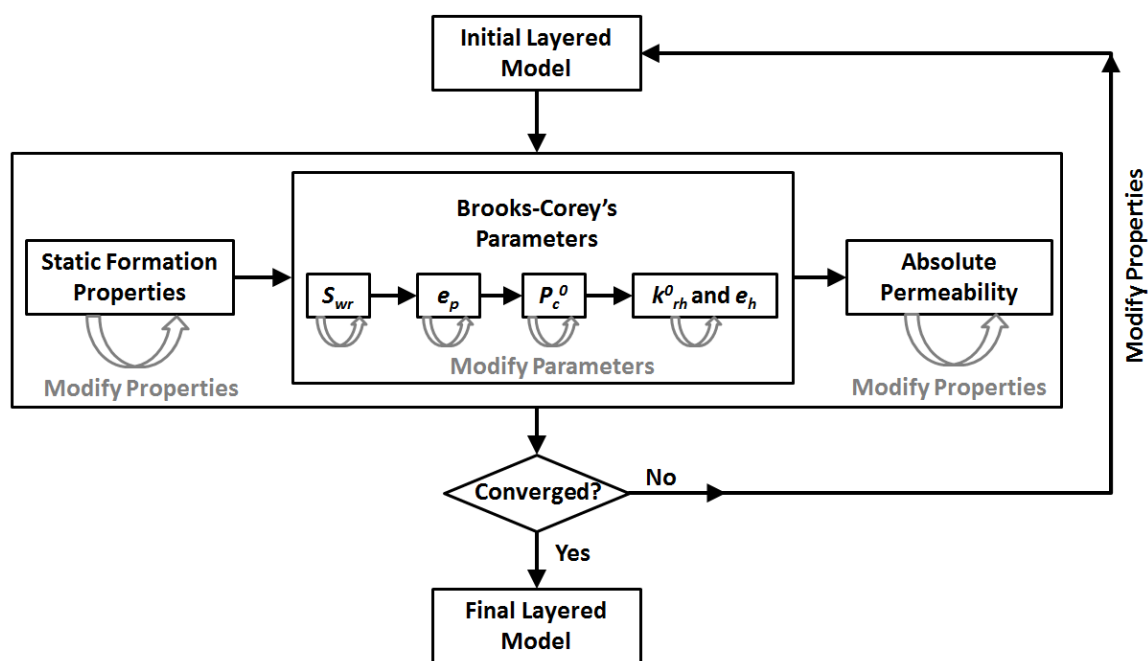 Initial Layered
Model
Brooks-Corey's
Parameters
Static Formation
Properties
S_wr
e_p
P_c^0
k^0_rh and e_h
Absolute
Permeability
Modify Properties
Modify Parameters
Modify Properties
Modify Properties
Converged?
No
Yes
Final Layered
Model